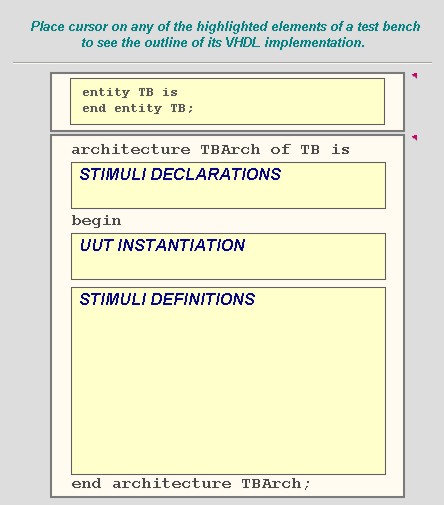 Place cursor on any of the highlighted elements of a test bench
to see the outline of its VHDL implementation.
entity TB is
end entity TB;
architecture TBArch of TB is
STIMULI DECLARATIONS
begin
UUT INSTANTIATION
STIMULI DEFINITIONS
end architecture TBArch;